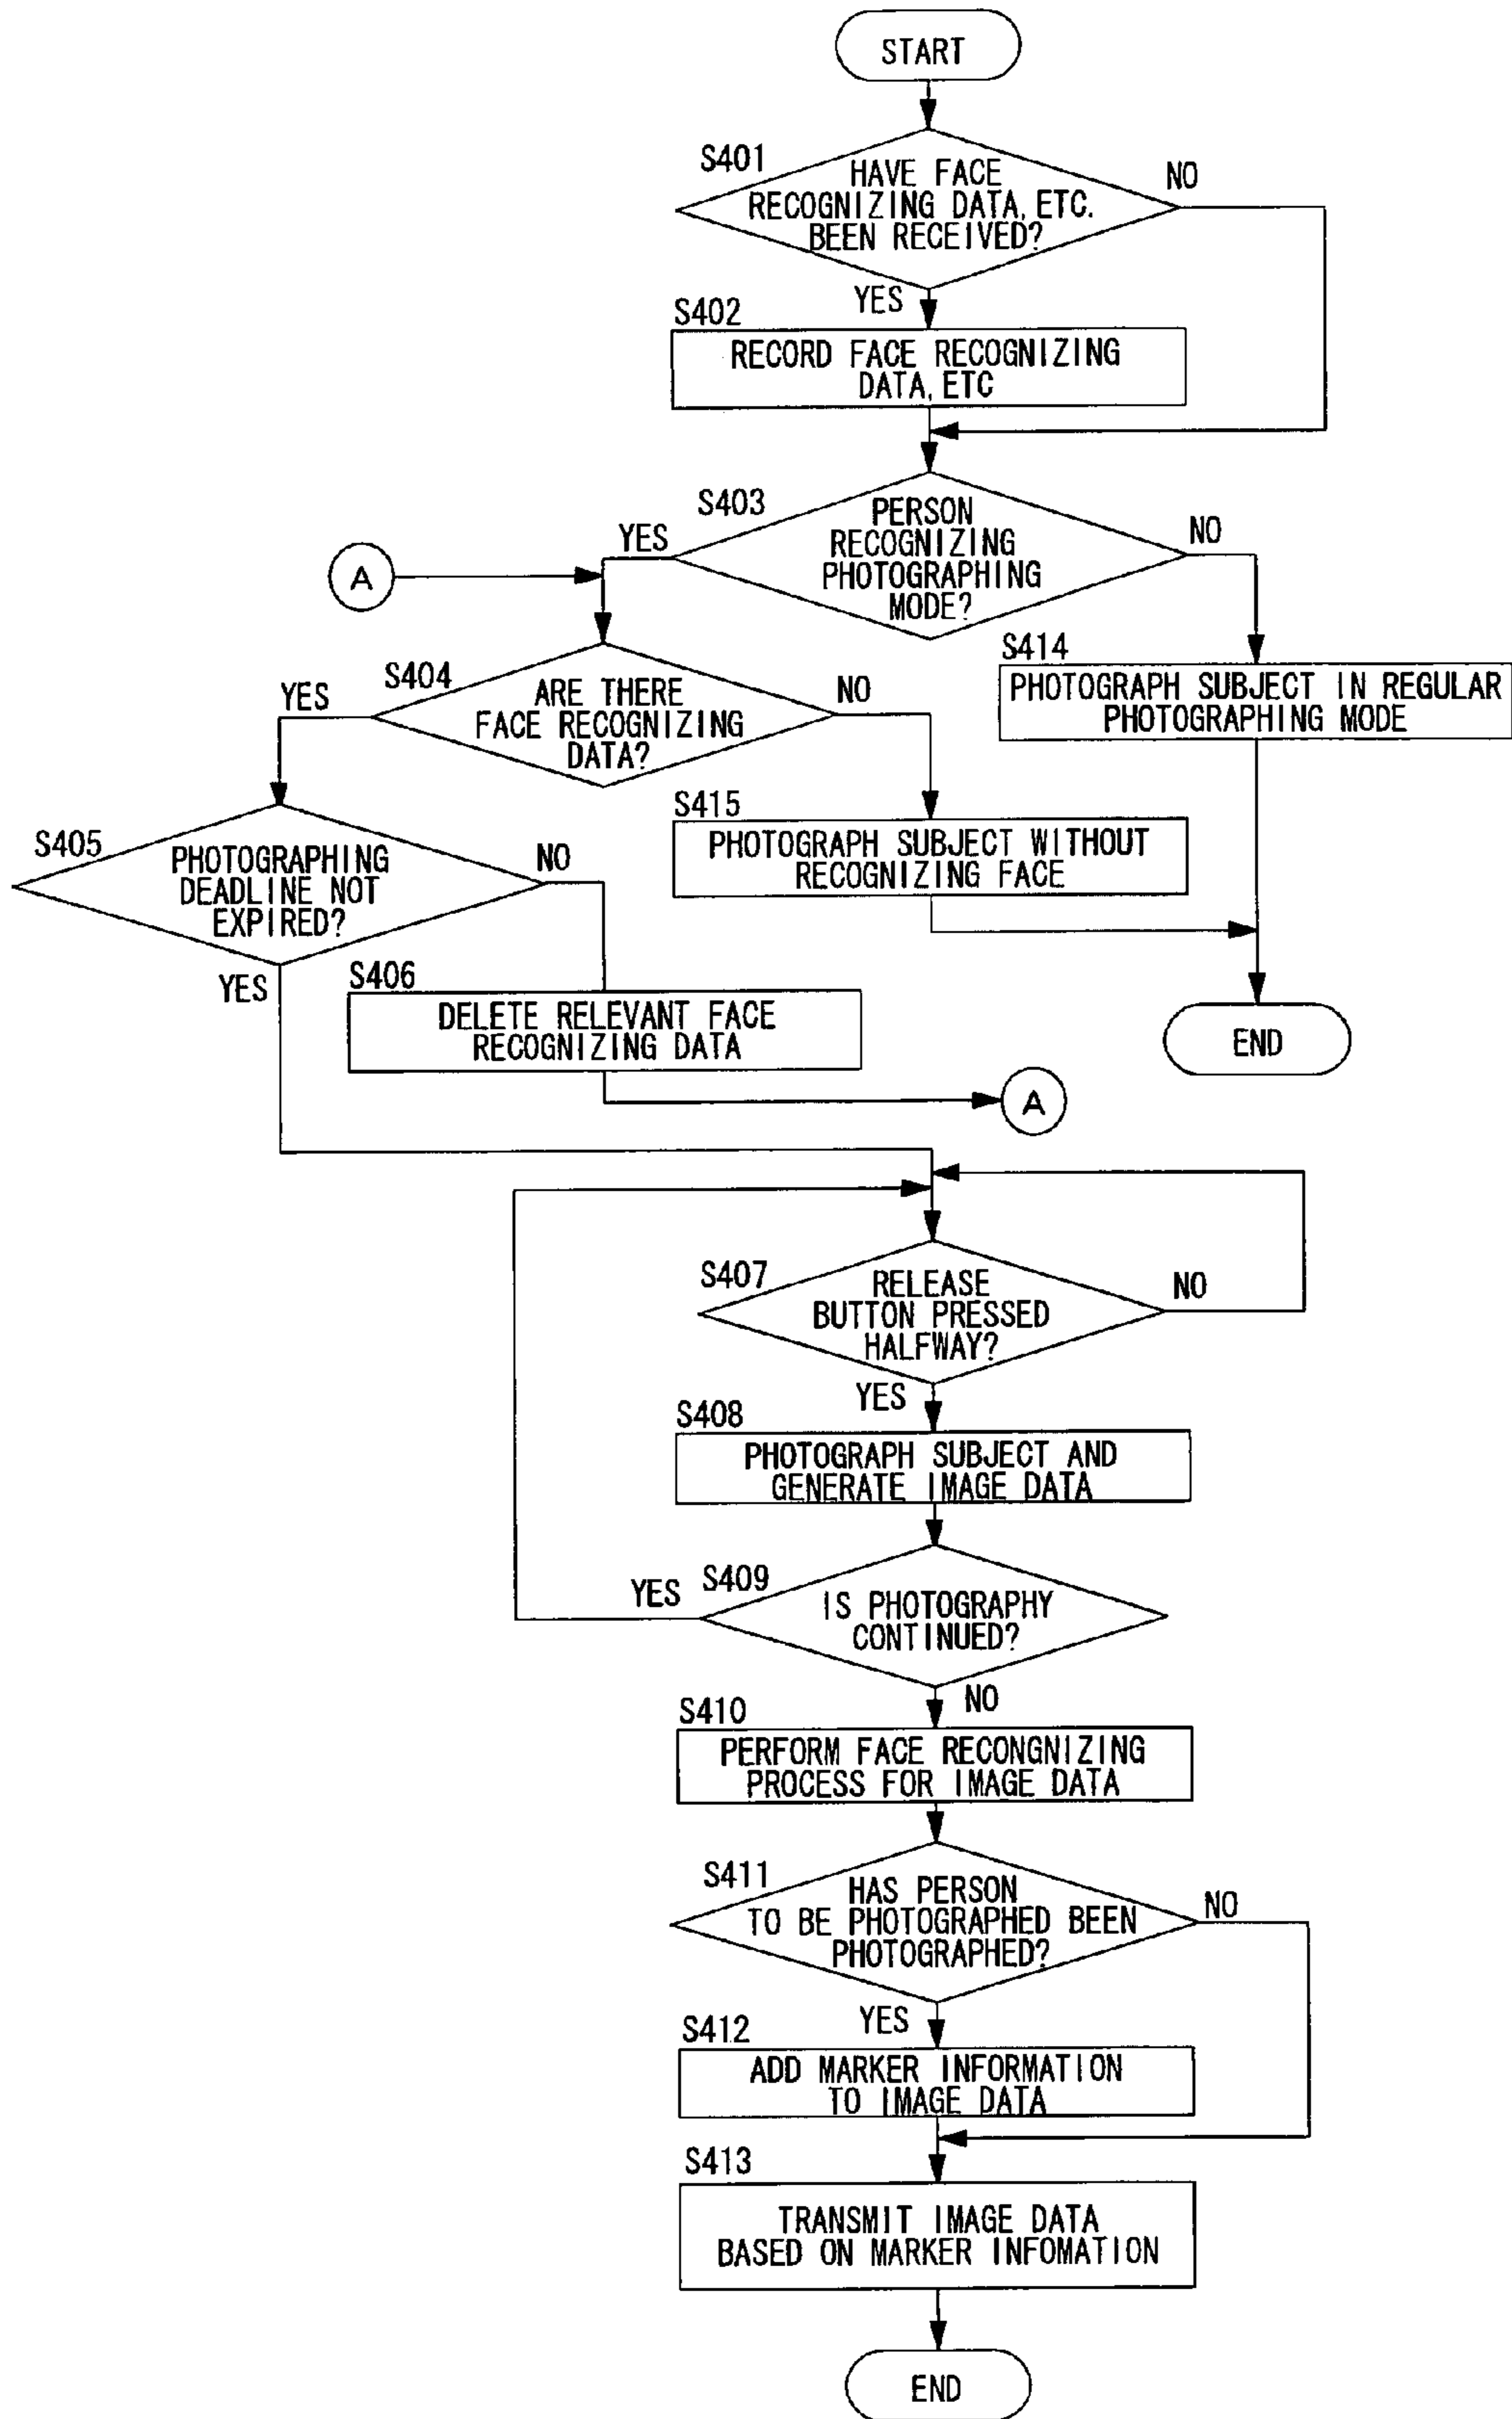 START
S401
HAVE FACE
RECOGNIZING DATA, ETC.
BEEN RECEIVED?
NO
YES
S402
RECORD FACE RECOGNIZING
DATA, ETC
S403
PERSON
RECOGNIZING
PHOTOGRAPHING
MODE?
YES
NO
A
S404
ARE THERE
FACE RECOGNIZING
DATA?
YES
NO
S414
PHOTOGRAPH SUBJECT IN REGULAR
PHOTOGRAPHING MODE
S405
PHOTOGRAPHING
DEADLINE NOT
EXPIRED?
NO
YES
S415
PHOTOGRAPH SUBJECT WITHOUT
RECOGNIZING FACE
S406
DELETE RELEVANT FACE
RECOGNIZING DATA
END
A
S407
RELEASE
BUTTON PRESSED
HALFWAY?
NO
YES
S408
PHOTOGRAPH SUBJECT AND
GENERATE IMAGE DATA
S409
IS PHOTOGRAPHY
CONTINUED?
YES
NO
S410
PERFORM FACE RECONGNIZING
PROCESS FOR IMAGE DATA
S411
HAS PERSON
TO BE PHOTOGRAPHED BEEN
PHOTOGRAPHED?
NO
YES
S412
ADD MARKER INFORMATION
TO IMAGE DATA
S413
TRANSMIT IMAGE DATA
BASED ON MARKER INFOMATION
END